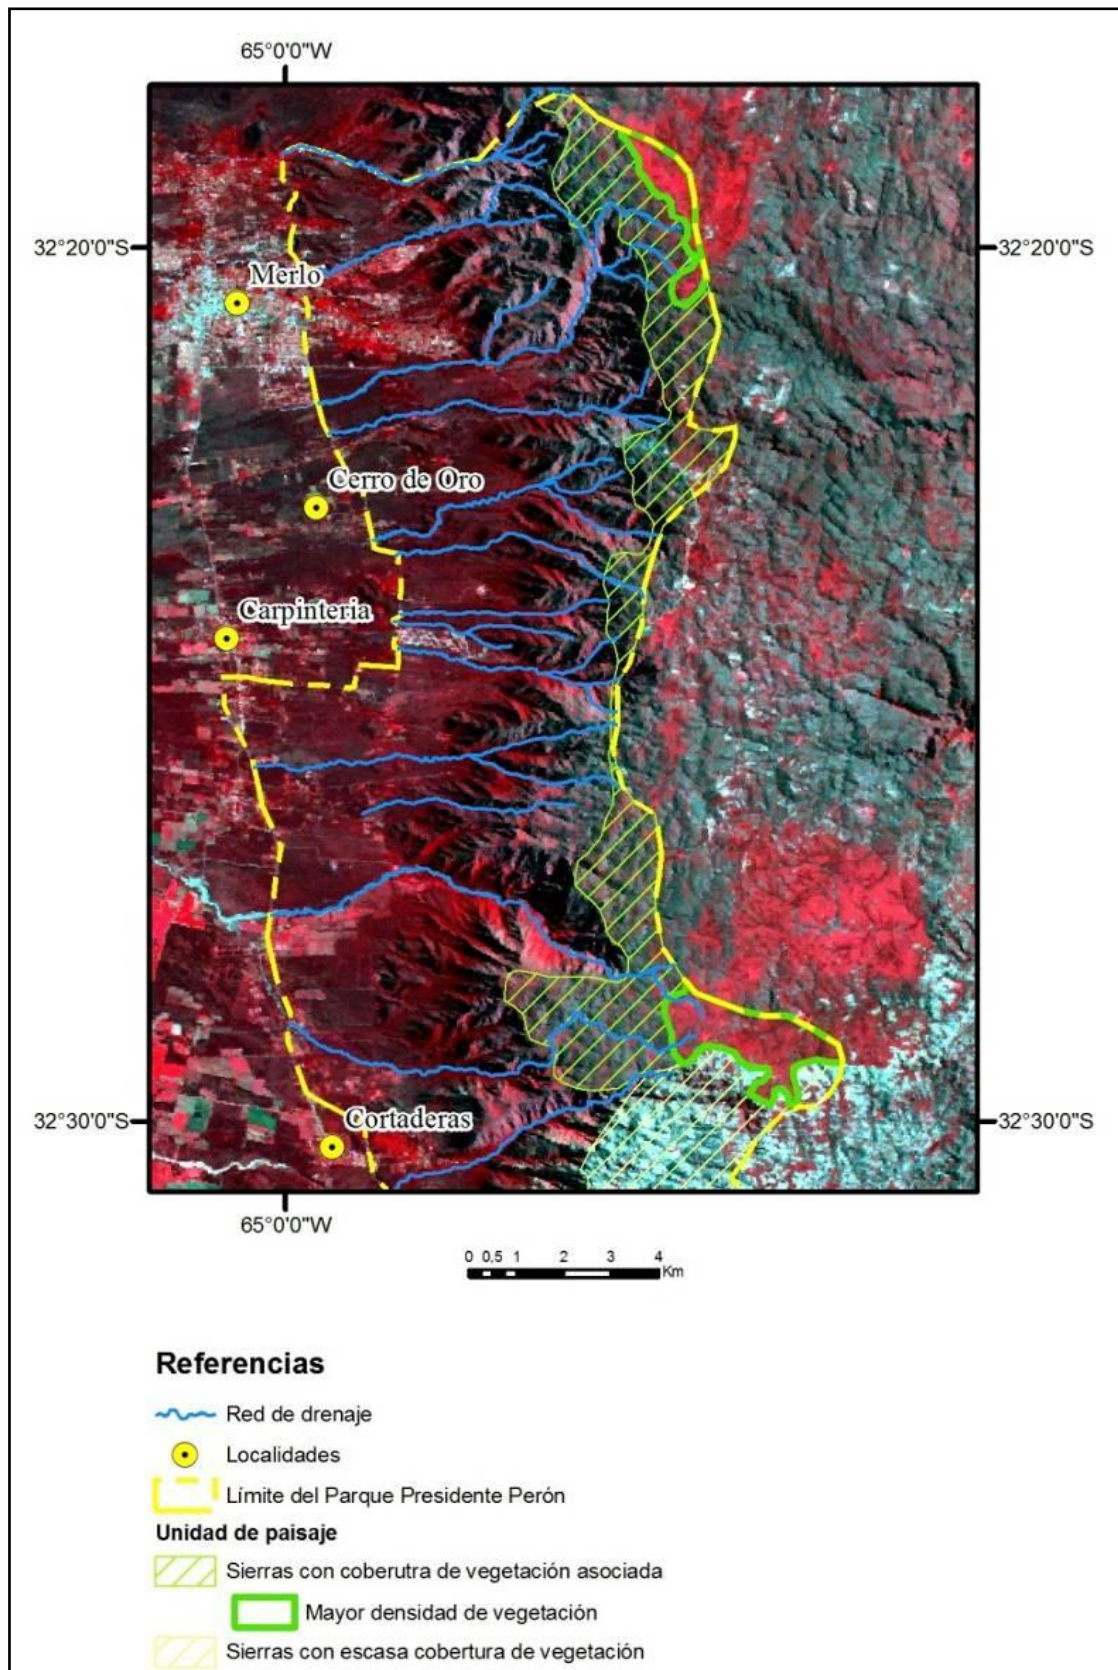 65°0'0"W
32°20'0"S
32°20'0"S
Merlo
Cerro de Oro
Carpinteria
32°30'0"S
32°30'0"S
Cortaderas
65°0'0"W
0 0,5 1 2 3 4
Km
Referencias
Red de drenaje
Localidades
Límite del Parque Presidente Perón
Unidad de paisaje
Sierras con coberutra de vegetación asociada
Mayor densidad de vegetación
Sierras con escasa cobertura de vegetación